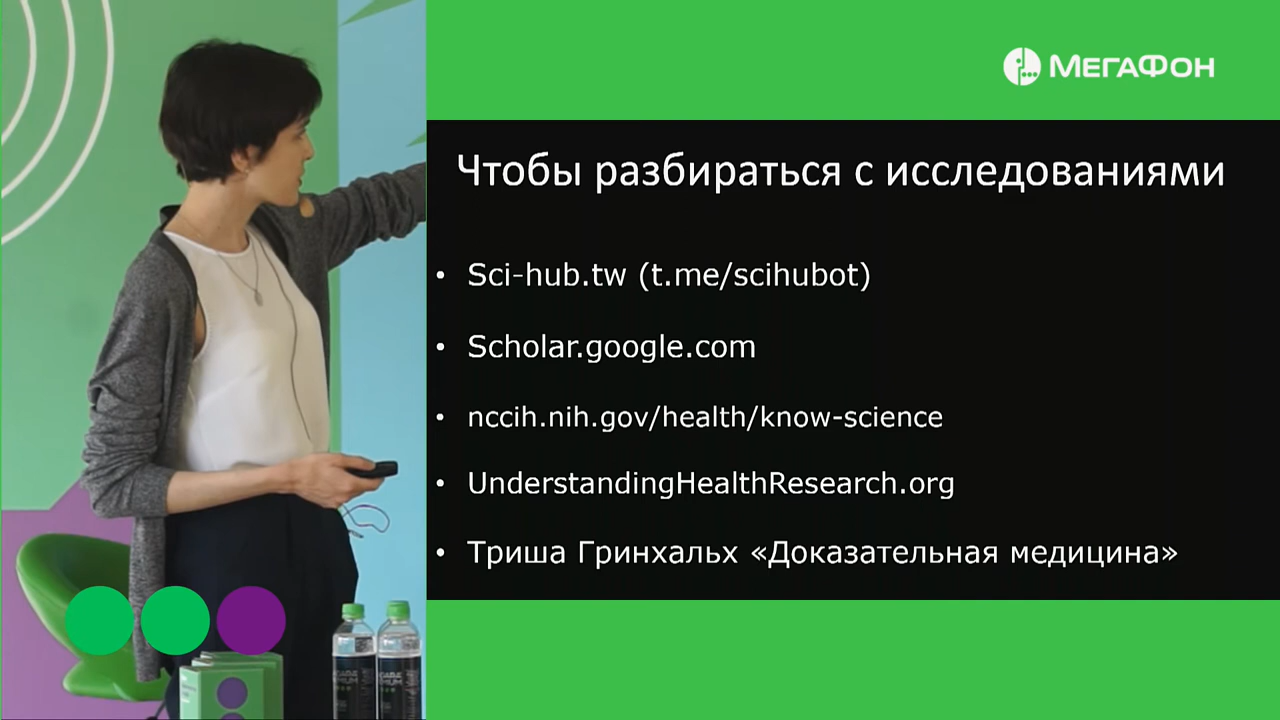 МЕГАФОН
Чтобы разбираться с исследованиями
• Sci-hub.tw (t.me/scihubot)
• Scholar.google.com
• nccih.nih.gov/health/know-science
• UnderstandingHealthResearch.org
• Триша Гринхальх «Доказательная медицина»